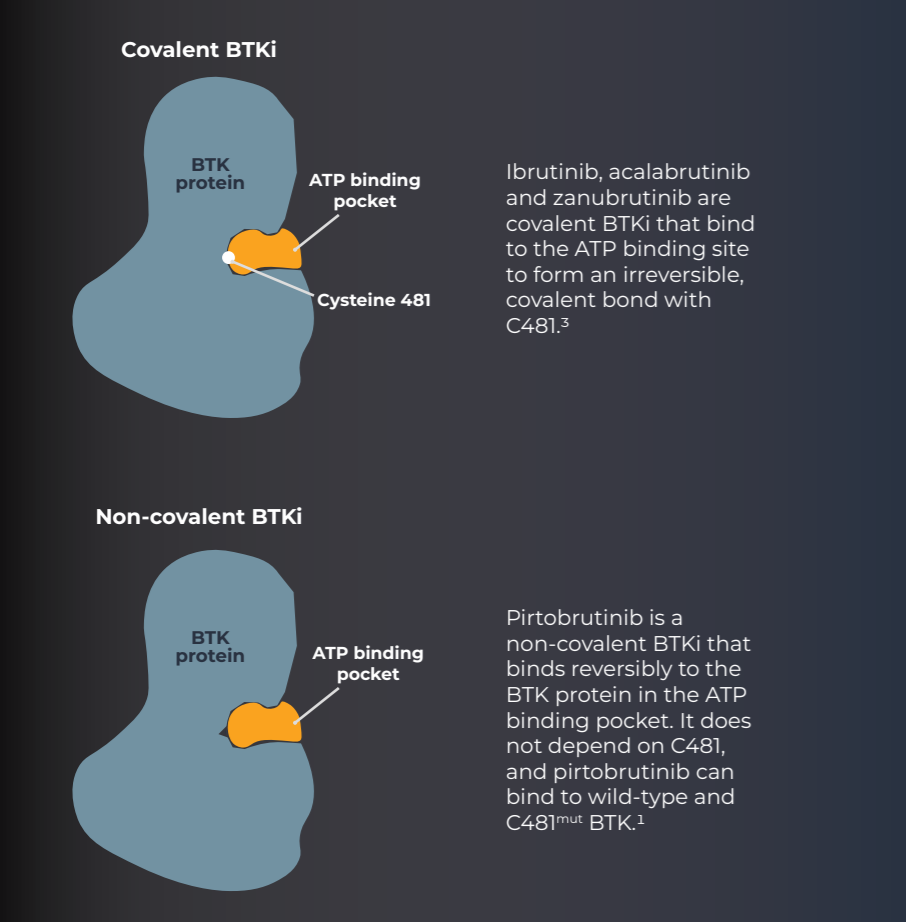 Covalent BTKi
BTK
protein
ATP binding
pocket
Cysteine 481
Ibrutinib, acalabrutinib
and zanubrutinib are
covalent BTKi that bind
to the ATP binding site
to form an irreversible,
covalent bond with
C481.³
Non-covalent BTKi
BTK
protein
ATP binding
pocket
Pirtobrutinib is a
non-covalent BTKi that
binds reversibly to the
BTK protein in the ATP
binding pocket. It does
not depend on C481,
and pirtobrutinib can
bind to wild-type and
C481ᵐᵘᵗ BTK.¹